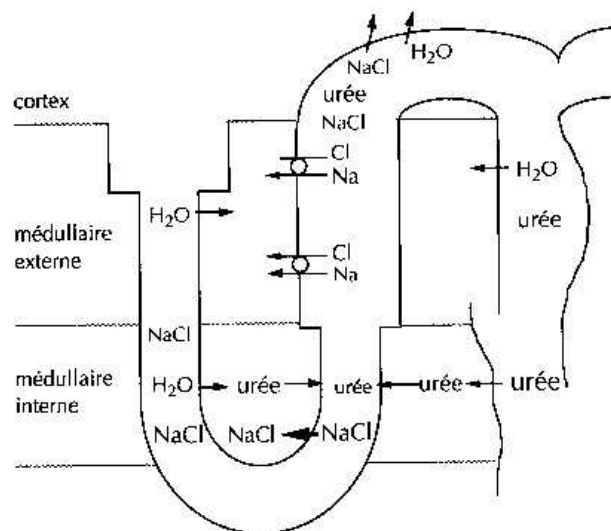 NaCl
H₂O
urée
NaCl
cortex
Cl
Na
H₂O
H₂O
urée
médullaire
externe
Cl
Na
NaCl
médullaire
interne
H₂O urée urée urée urée
NaCl NaCl NaCl